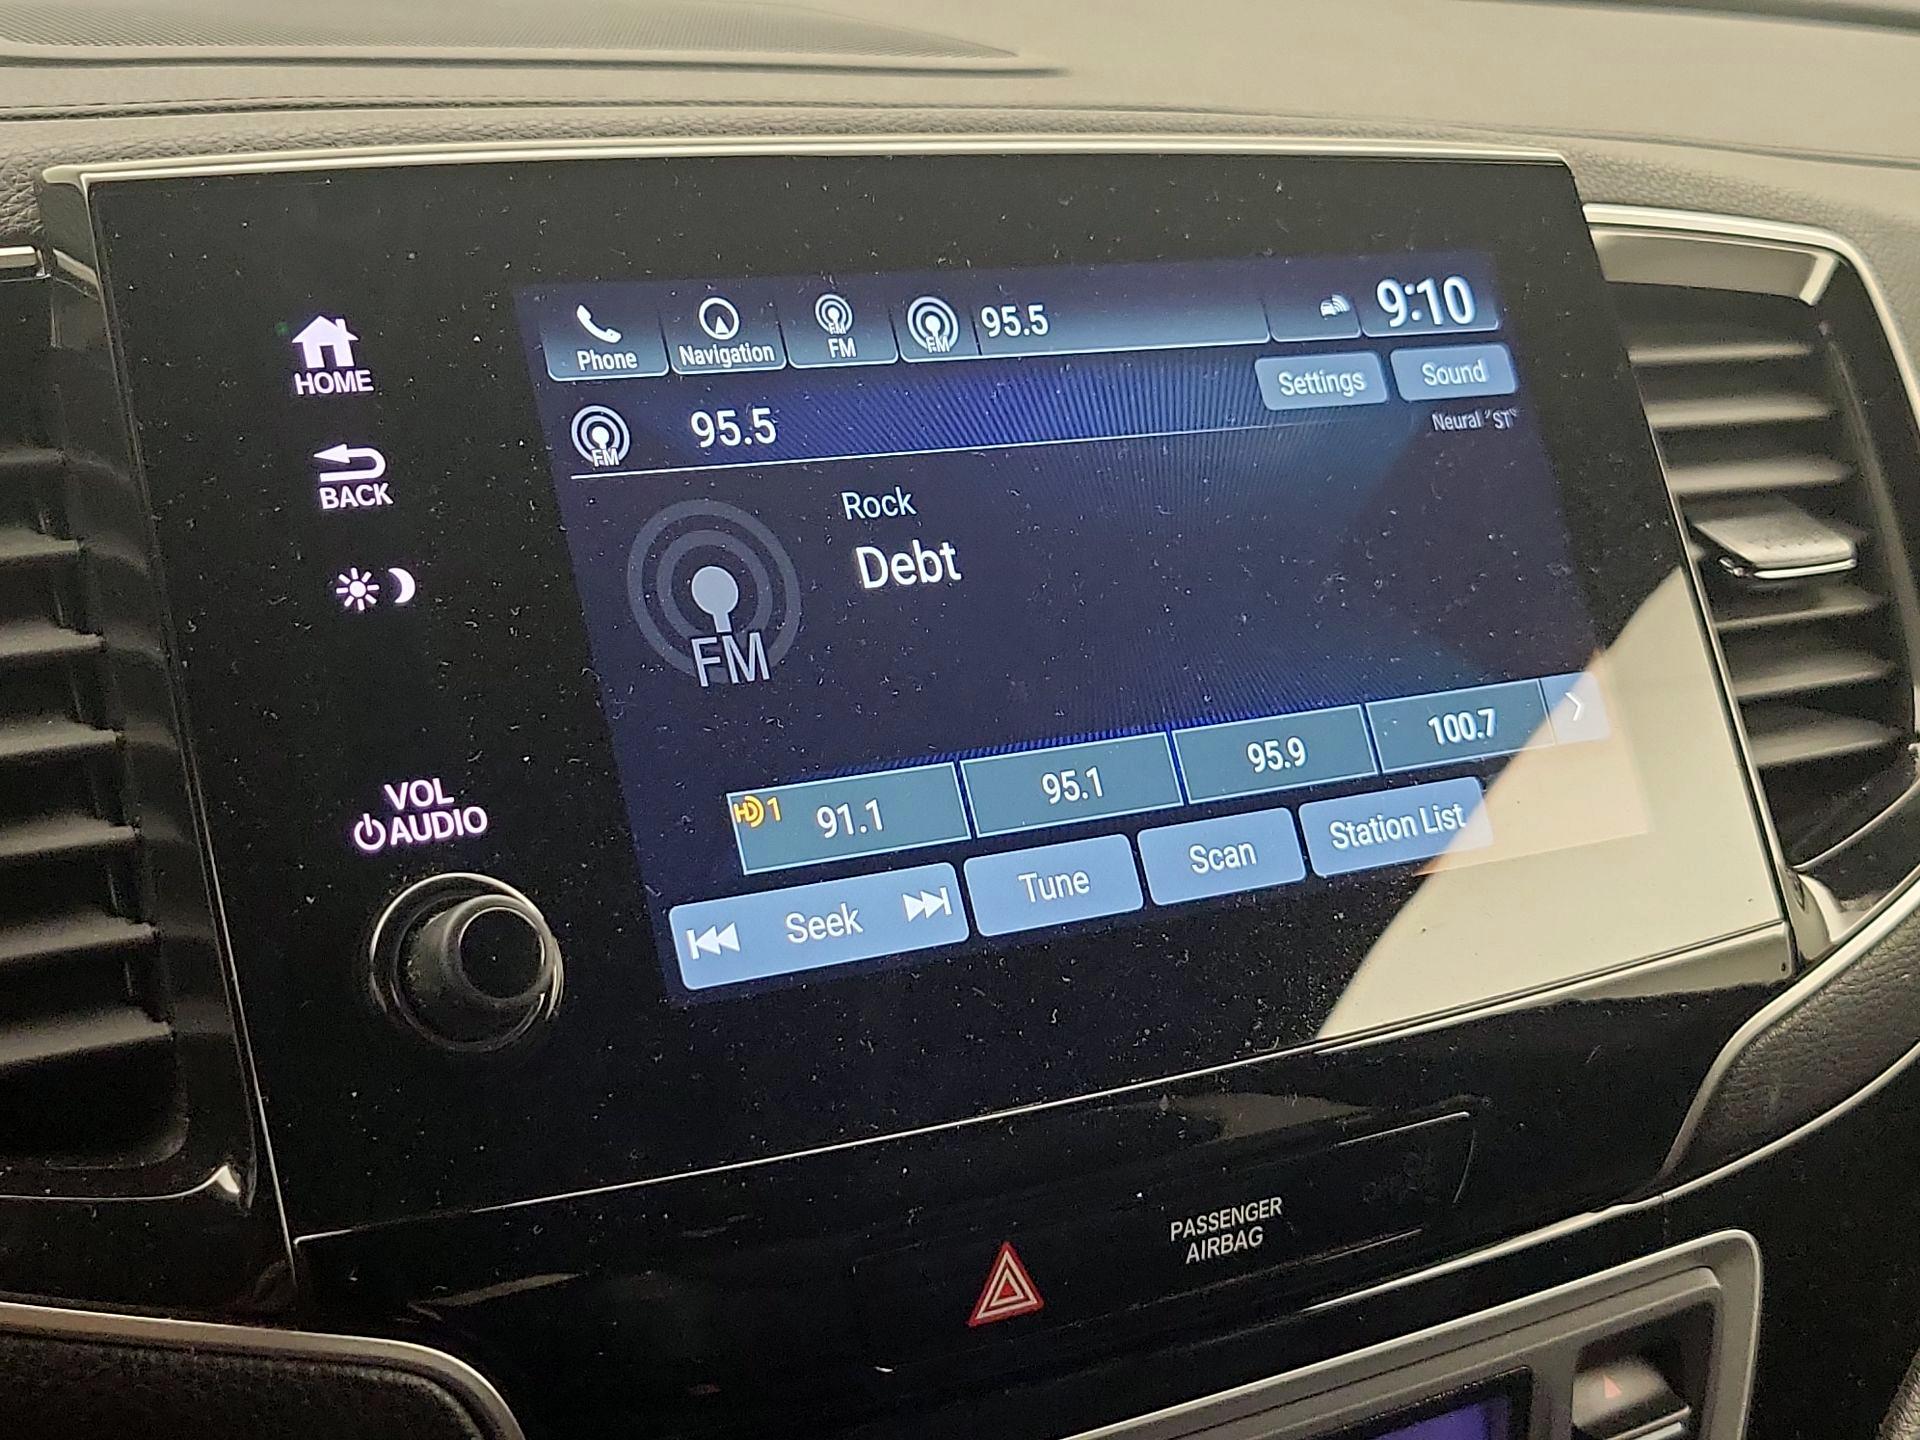 Phone
Navigation
FM
FM
FM
95.5
9:10
HOME
Settings
Sound
FM
95.5
Neural
BACK
Rock
Debt
FM
HD 1
91.1
95.1
95.9
100.7
VOL
AUDIO
Seek
Tune
Scan
Station List
PASSENGER
AIRBAG